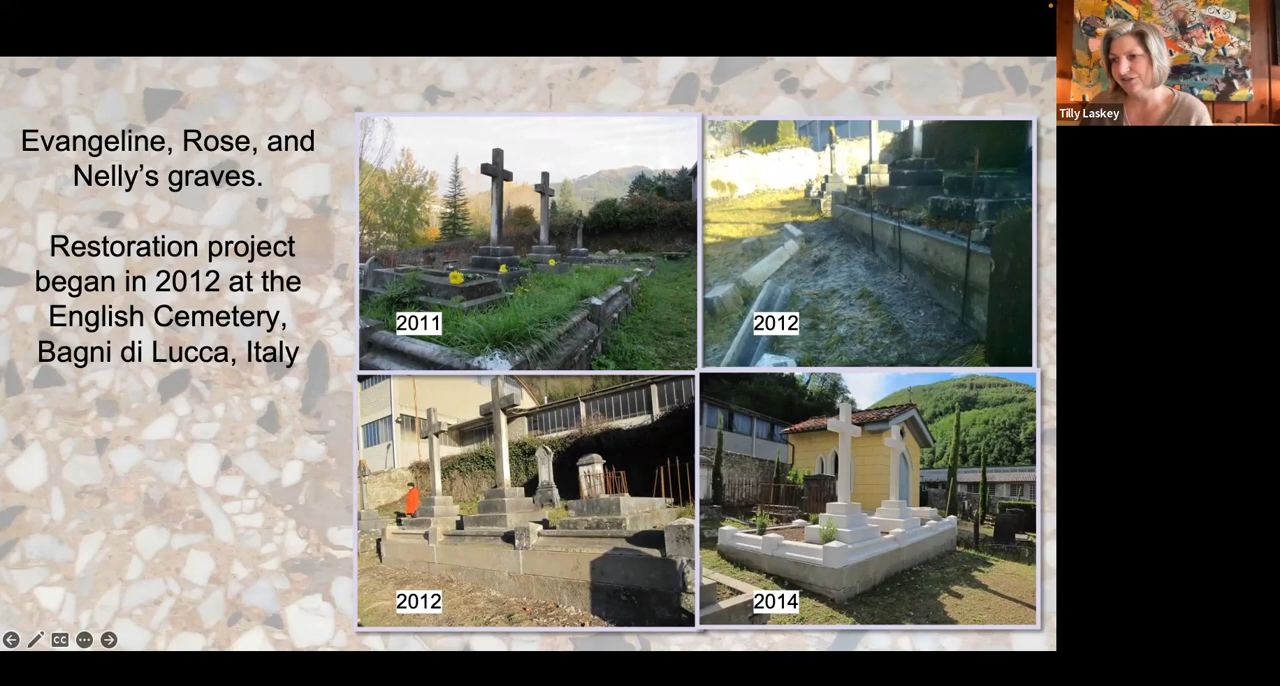 Evangeline, Rose, and
Nelly’s graves.
Restoration project
began in 2012 at the
English Cemetery,
Bagni di Lucca, Italy
2011
2012
2012
2014
Tilly Laskey
CC